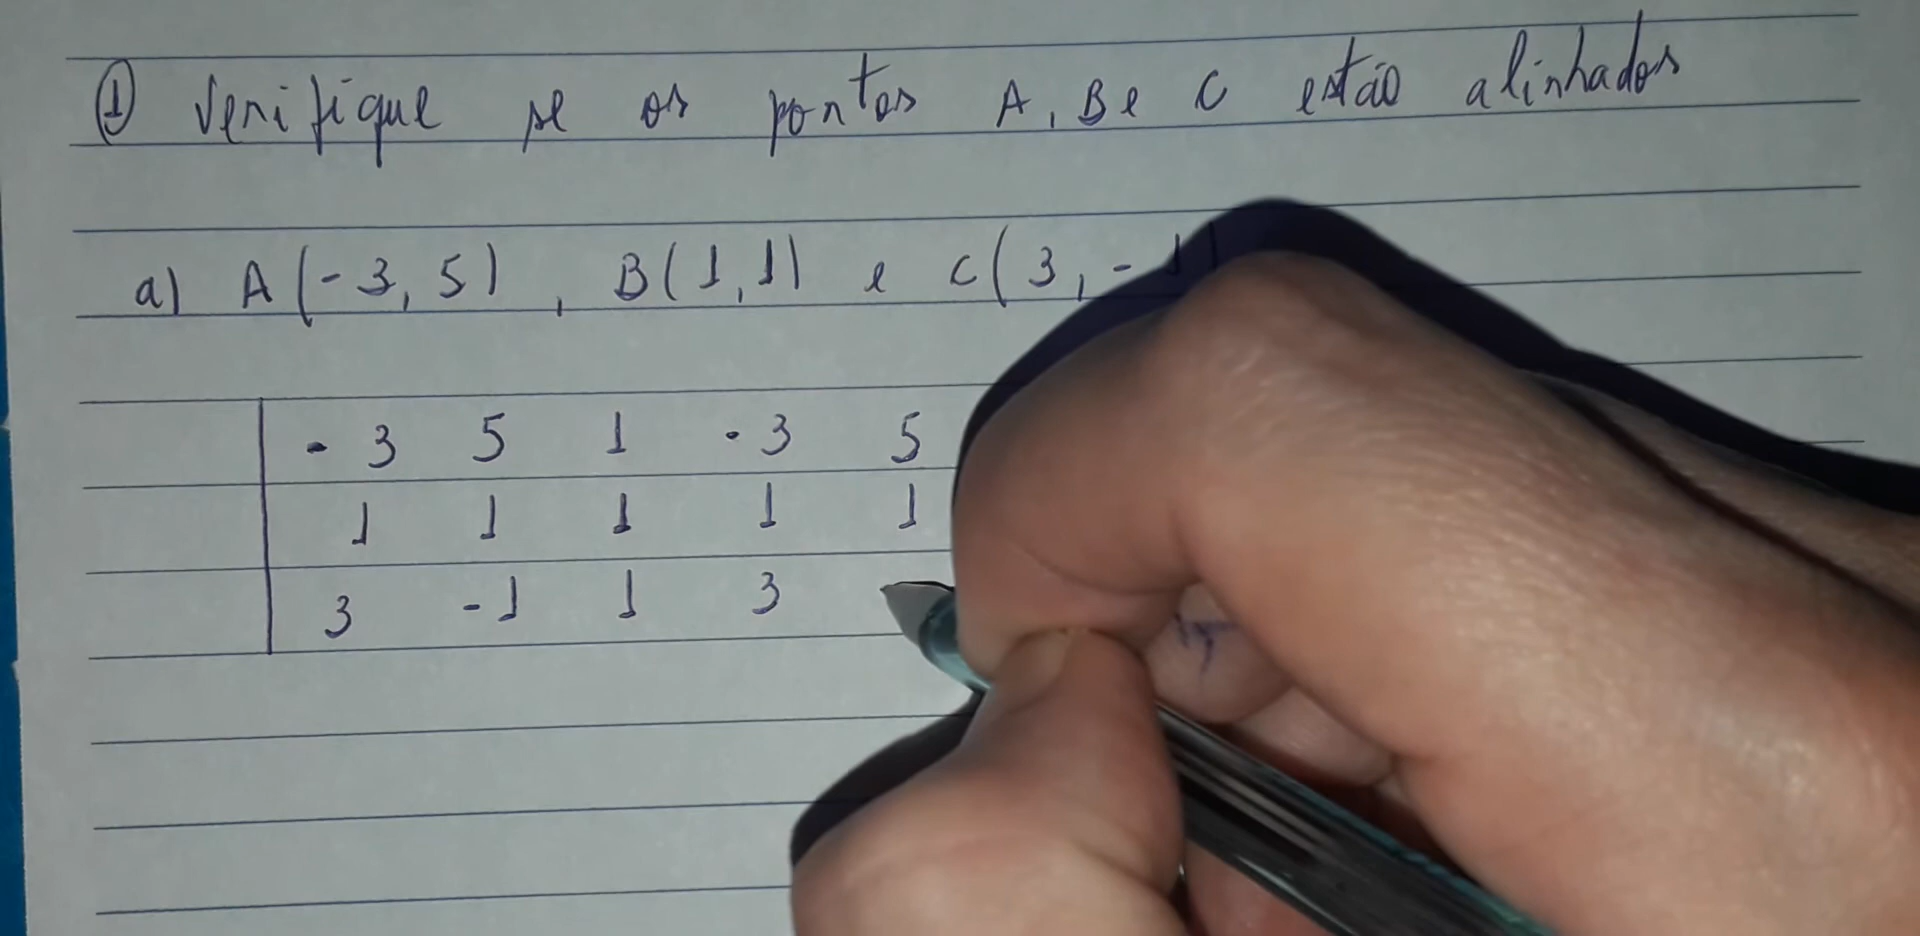 ① Verifique se os pontos A, B e C estão alinhados
a) A(-3, 5), B(1, 1) e C(3, -1)
- 3 5 1 - 3 5
1 1 1 1 1
3 -1 1 3